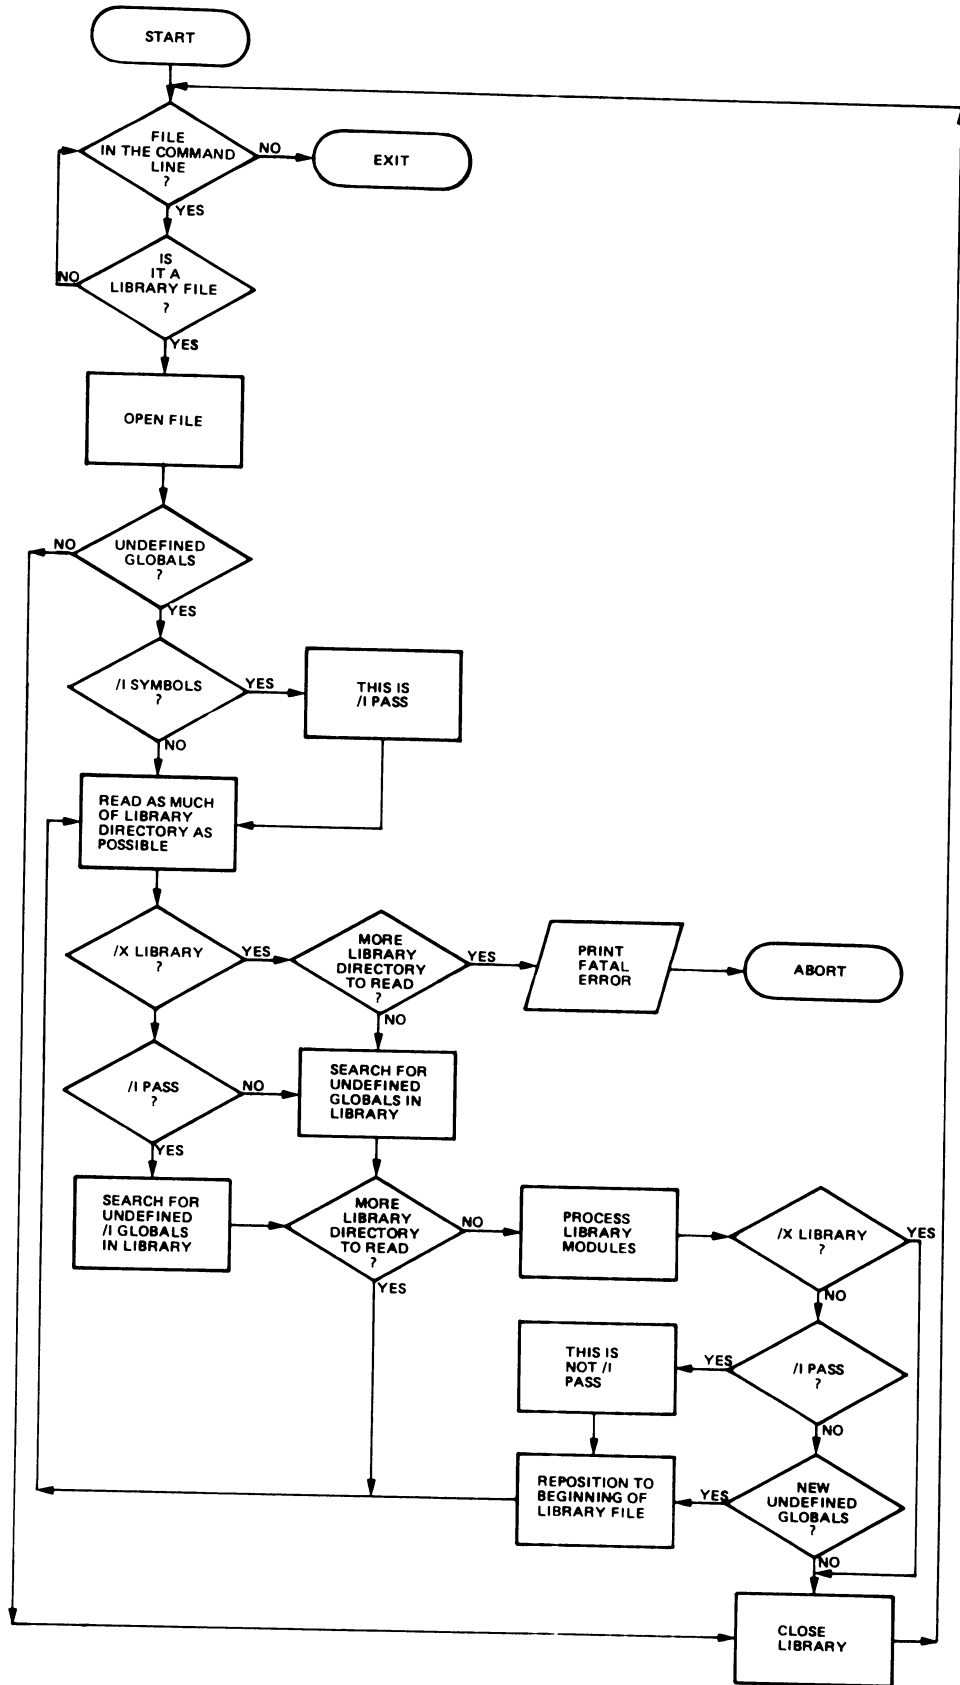 START
FILE
IN THE COMMAND
LINE
?
NO
EXIT
YES
IS
IT A
LIBRARY FILE
?
NO
YES
OPEN FILE
UNDEFINED
GLOBALS
?
NO
YES
/I SYMBOLS
?
YES
THIS IS
/I PASS
NO
READ AS MUCH
OF LIBRARY
DIRECTORY AS
POSSIBLE
/X LIBRARY
?
YES
MORE
LIBRARY
DIRECTORY
TO READ
?
YES
PRINT
FATAL
ERROR
ABORT
NO
/I PASS
?
NO
SEARCH FOR
UNDEFINED
GLOBALS IN
LIBRARY
YES
SEARCH FOR
UNDEFINED
/I GLOBALS
IN LIBRARY
MORE
LIBRARY
DIRECTORY
TO READ
?
NO
YES
PROCESS
LIBRARY
MODULES
/X LIBRARY
?
YES
NO
/I PASS
?
YES
THIS IS
NOT /I
PASS
NO
NEW
UNDEFINED
GLOBALS
?
YES
REPOSITION TO
BEGINNING OF
LIBRARY FILE
NO
CLOSE
LIBRARY